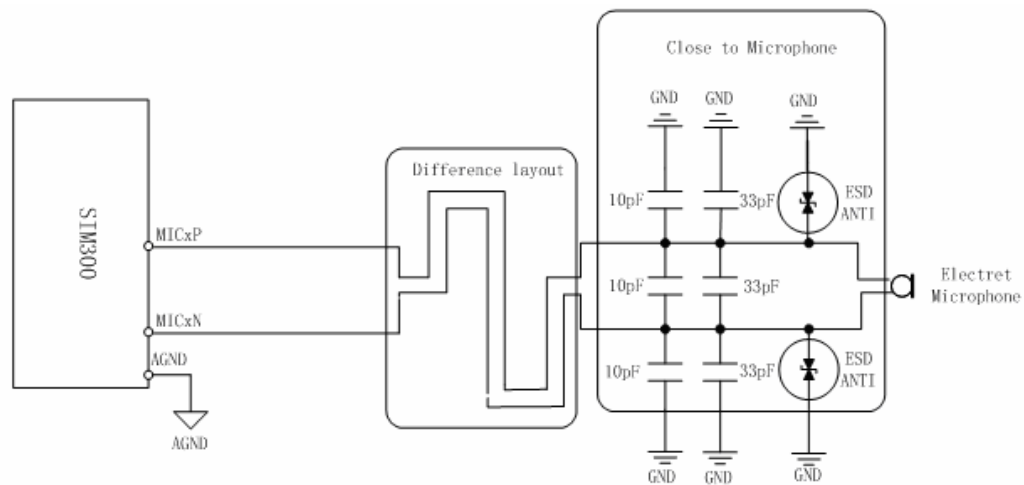 Close to Microphone
GND
GND
GND
Difference layout
10pF
33pF
ESD
ANTI
SIM300
MICxP
10pF
33pF
Electret
Microphone
MICxN
AGND
10pF
33pF
ESD
ANTI
AGND
GND
GND
GND